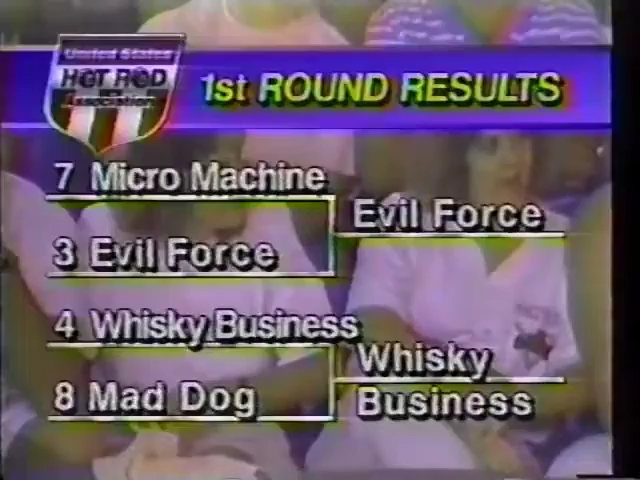 United States
HOT ROD
Association
1st ROUND RESULTS
7 Micro Machine
Evil Force
3 Evil Force
4 Whisky Business
Whisky
Business
8 Mad Dog